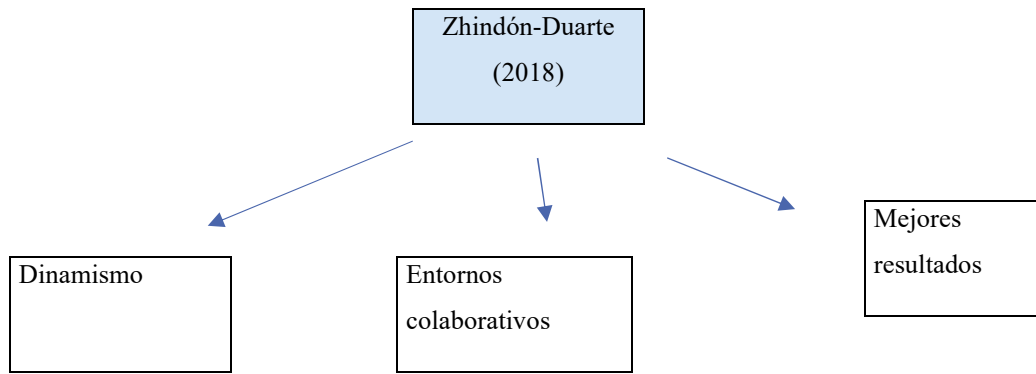 Zhindón-Duarte
(2018)
Dinamismo
Entornos
colaborativos
Mejores
resultados